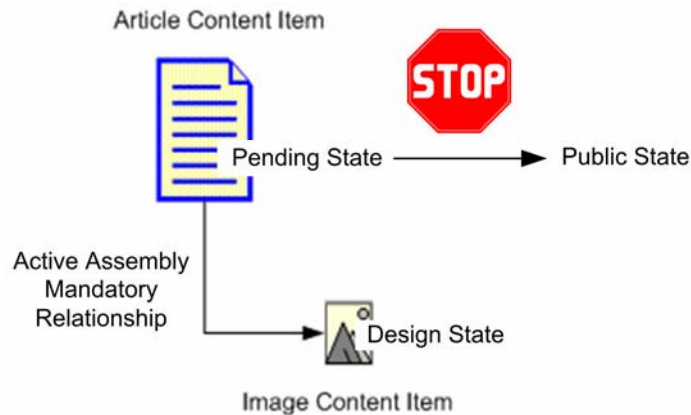 Article Content Item
STOP
Pending State
Public State
Active Assembly
Mandatory
Relationship
Design State
Image Content Item